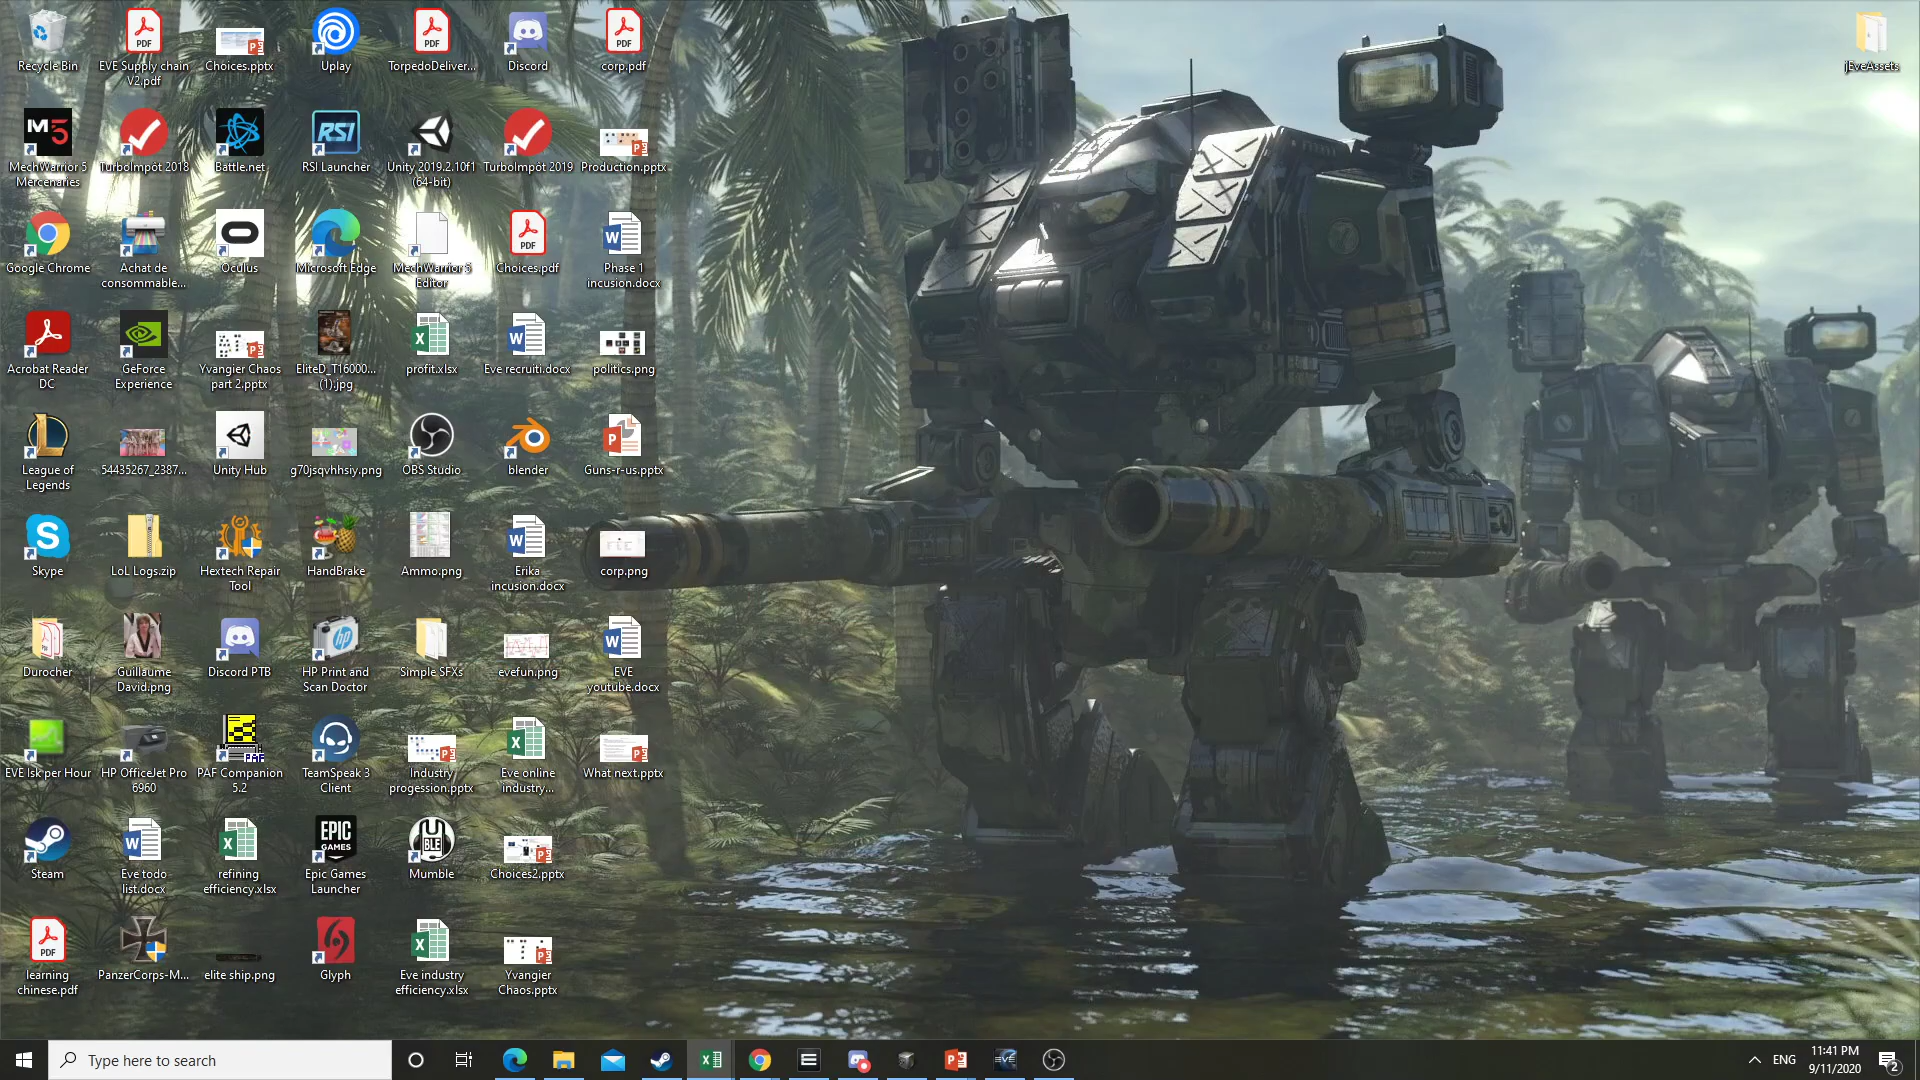 Recycle Bin
EVE Supply chain
V2.pdf
Choices.pptx
Uplay
TorpedoDeliver...
Discord
corp.pdf
jEveAssets
MechWarrior 5
Mercenaries
TurboImpôt 2018
Battle.net
RSI Launcher
Unity 2019.2.10f1
(64-bit)
TurboImpôt 2019
Production.pptx
Google Chrome
Achat de
consommable...
Oculus
Microsoft Edge
MechWarrior 5
Editor
Choices.pdf
Phase 1
incusion.docx
Acrobat Reader
DC
GeForce
Experience
Yvangier Chaos
part 2.pptx
EliteD_T16000...
(1).jpg
profit.xlsx
Eve recruiti.docx
politics.png
League of
Legends
54435267_2387...
Unity Hub
g70jsqvhhsiy.png
OBS Studio
blender
Guns-r-us.pptx
Skype
LoL Logs.zip
Hextech Repair
Tool
HandBrake
Ammo.png
Erika
incusion.docx
corp.png
Durocher
Guillaume
David.png
Discord PTB
HP Print and
Scan Doctor
Simple SFXs
evefun.png
EVE
youtube.docx
EVE Isk per Hour
HP OfficeJet Pro
6960
PAF Companion
5.2
TeamSpeak 3
Client
Industry
progession.pptx
Eve online
industry...
What next.pptx
Steam
Eve todo
list.docx
refining
efficiency.xlsx
Epic Games
Launcher
Mumble
Choices2.pptx
learning
chinese.pdf
PanzerCorps-M...
elite ship.png
Glyph
Eve industry
efficiency.xlsx
Yvangier
Chaos.pptx
Type here to search
ENG
11:41 PM
9/11/2020
2